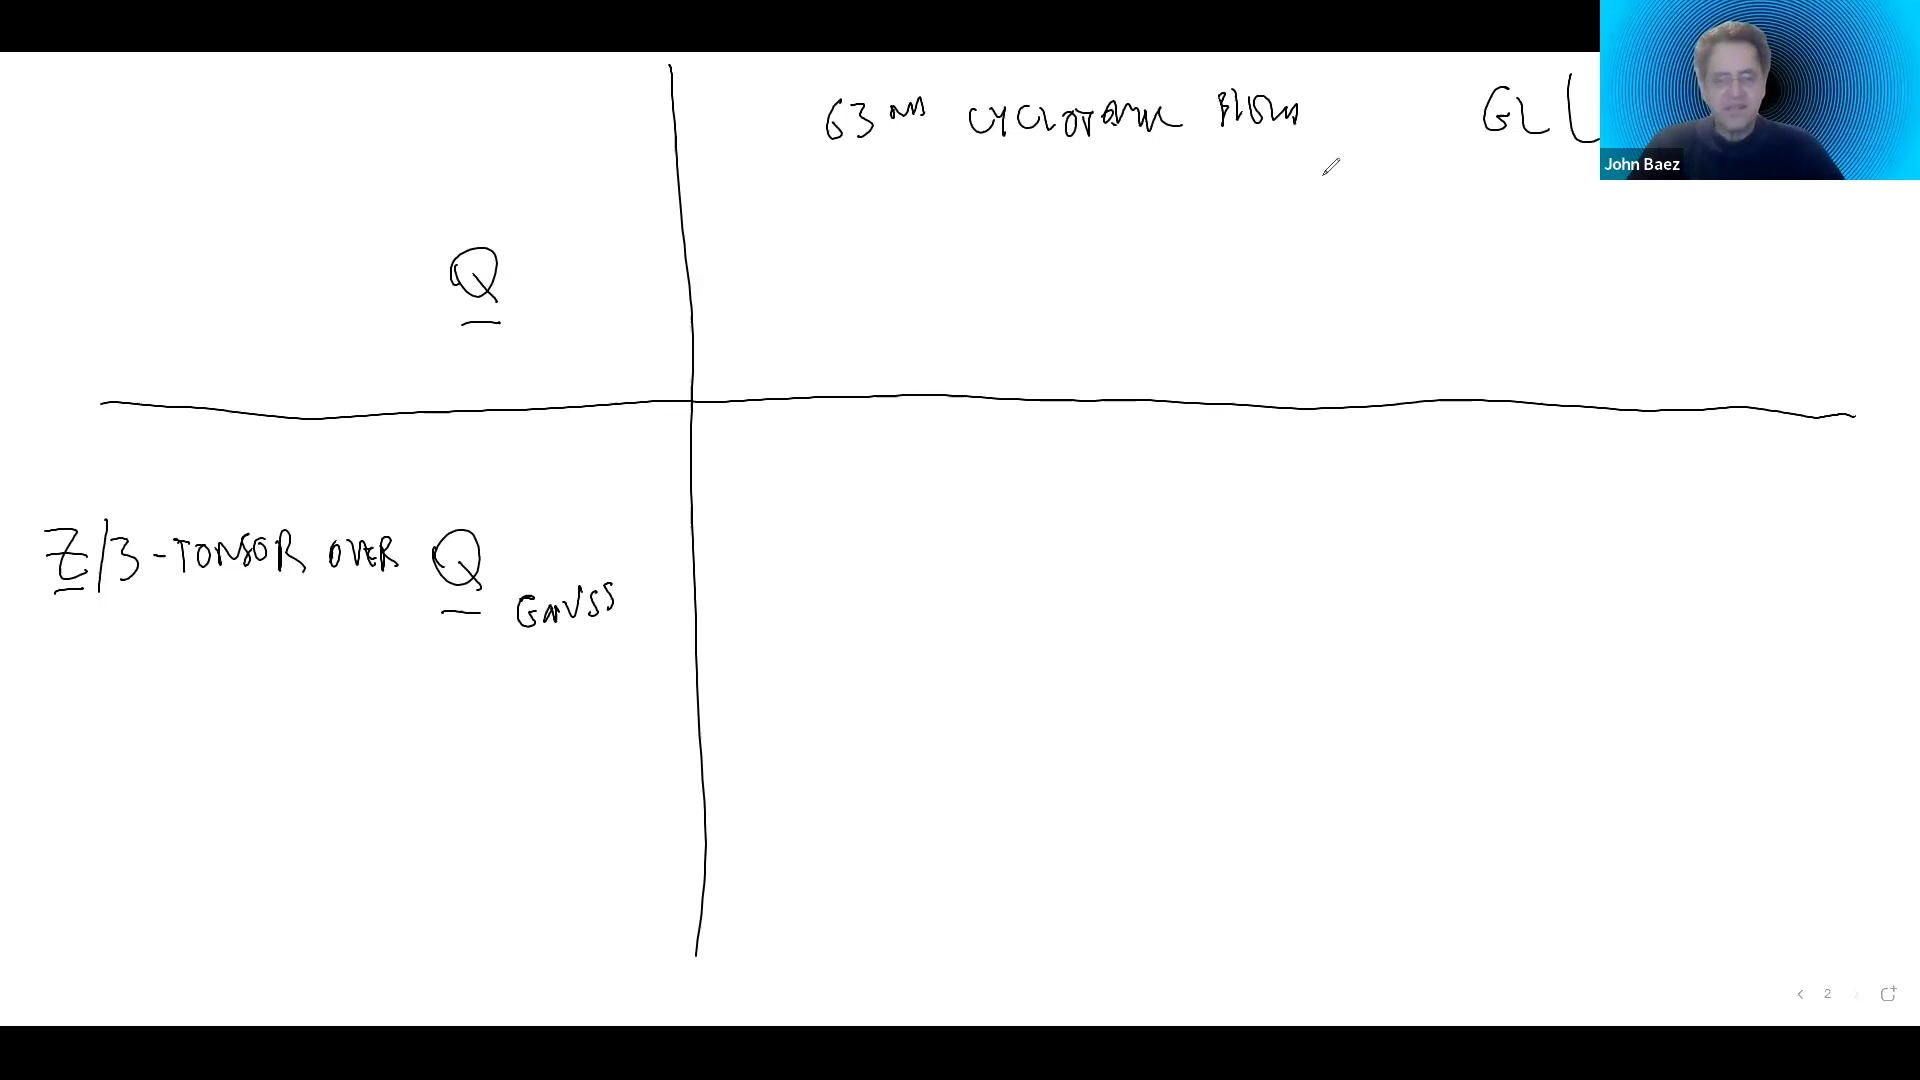 63RD CYCLOTOMIC FIELD GL(
John Baez
Q
Z/3-TORSOR OVER Q
GAUSS
2